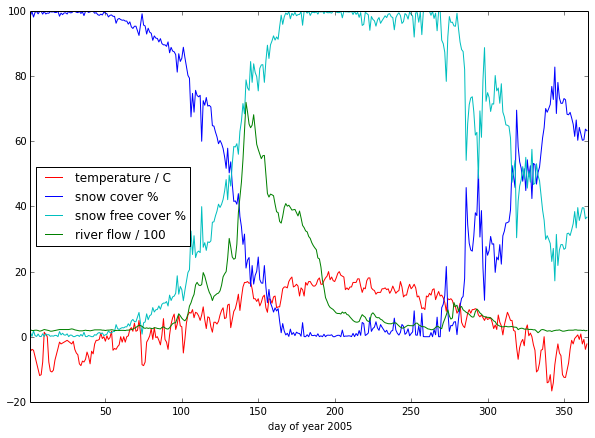 100
80
60
40
20
0
−20
temperature / C
snow cover %
snow free cover %
river flow / 100
50 100 150 200 250 300 350
day of year 2005